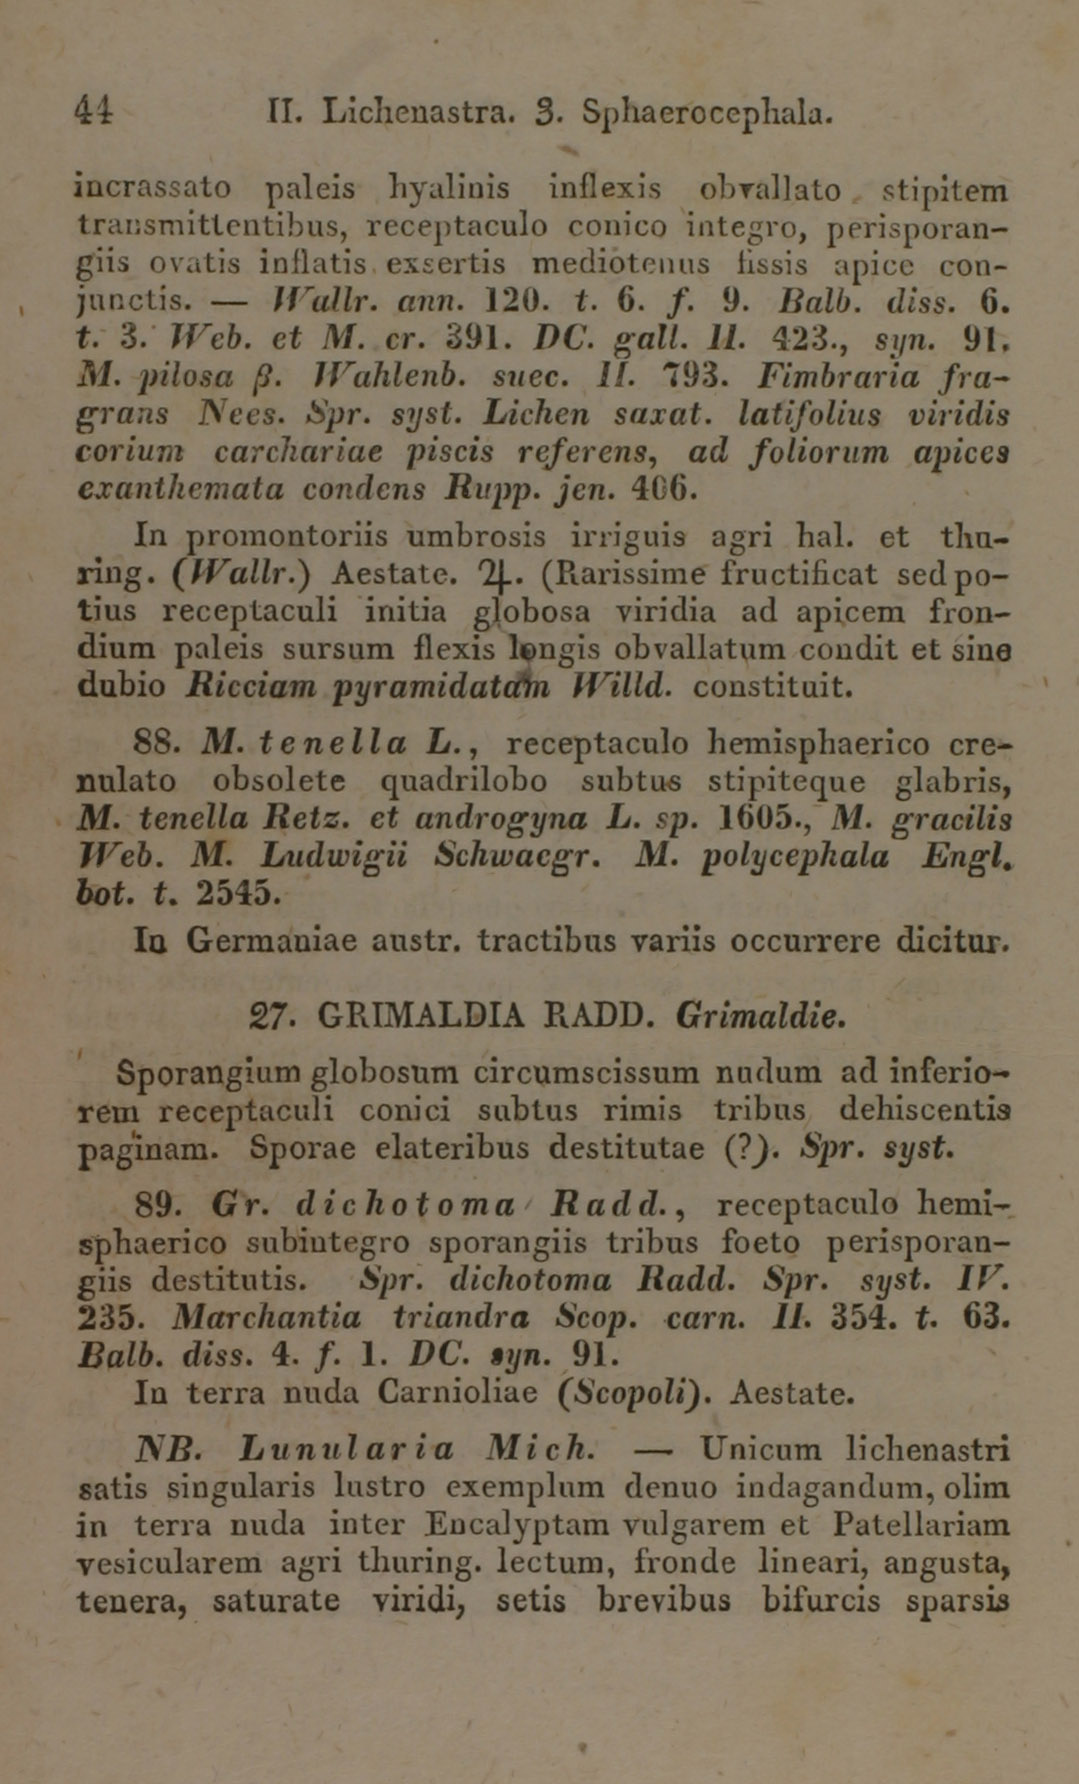 44 II. Lichenastra. 3. Sphaerocephala.
incrassato paleis hyalinis inflexis obvallato stipitem
transmittentibus, receptaculo conico integro, perisporan-
giis ovatis inflatis exsertis mediotenus fissis apice con-
junctis. — Wallr. ann. 120. t. 6. f. 9. Balb. diss. 6.
t. 3. Web. et M. cr. 391. DC. gall. II. 423., syn. 91.
M. pilosa β. Wahlenb. suec. II. 793. Fimbraria fra-
grans Nees. Spr. syst. Lichen saxat. latifolius viridis
corium carchariae piscis referens, ad foliorum apices
exanthemata condens Rupp. jen. 406.
In promontoriis umbrosis irriguis agri hal. et thu-
ring. (Wallr.) Aestate. ♃. (Rarissime fructificat sed po-
tius receptaculi initia globosa viridia ad apicem fron-
dium paleis sursum flexis longis obvallatum condit et sine
dubio Ricciam pyramidatam Willd. constituit.
88. M. tenella L., receptaculo hemisphaerico cre-
nulato obsolete quadrilobo subtus stipiteque glabris,
M. tenella Retz. et androgyna L. sp. 1605., M. gracilis
Web. M. Ludwigii Schwaegr. M. polycephala Engl.
bot. t. 2545.
In Germaniae austr. tractibus variis occurrere dicitur.
27. GRIMALDIA RADD. Grimaldie.
Sporangium globosum circumscissum nudum ad inferio-
rem receptaculi conici subtus rimis tribus dehiscentis
paginam. Sporae elateribus destitutae (?). Spr. syst.
89. Gr. dichotoma Radd., receptaculo hemi-
sphaerico subintegro sporangiis tribus foeto perisporan-
giis destitutis. Spr. dichotoma Radd. Spr. syst. IV.
235. Marchantia triandra Scop. carn. II. 354. t. 63.
Balb. diss. 4. f. 1. DC. syn. 91.
In terra nuda Carnioliae (Scopoli). Aestate.
NB. Lunularia Mich. — Unicum lichenastri
satis singularis lustro exemplum denuo indagandum, olim
in terra nuda inter Encalyptam vulgarem et Patellariam
vesicularem agri thuring. lectum, fronde lineari, angusta,
tenera, saturate viridi, setis brevibus bifurcis sparsis